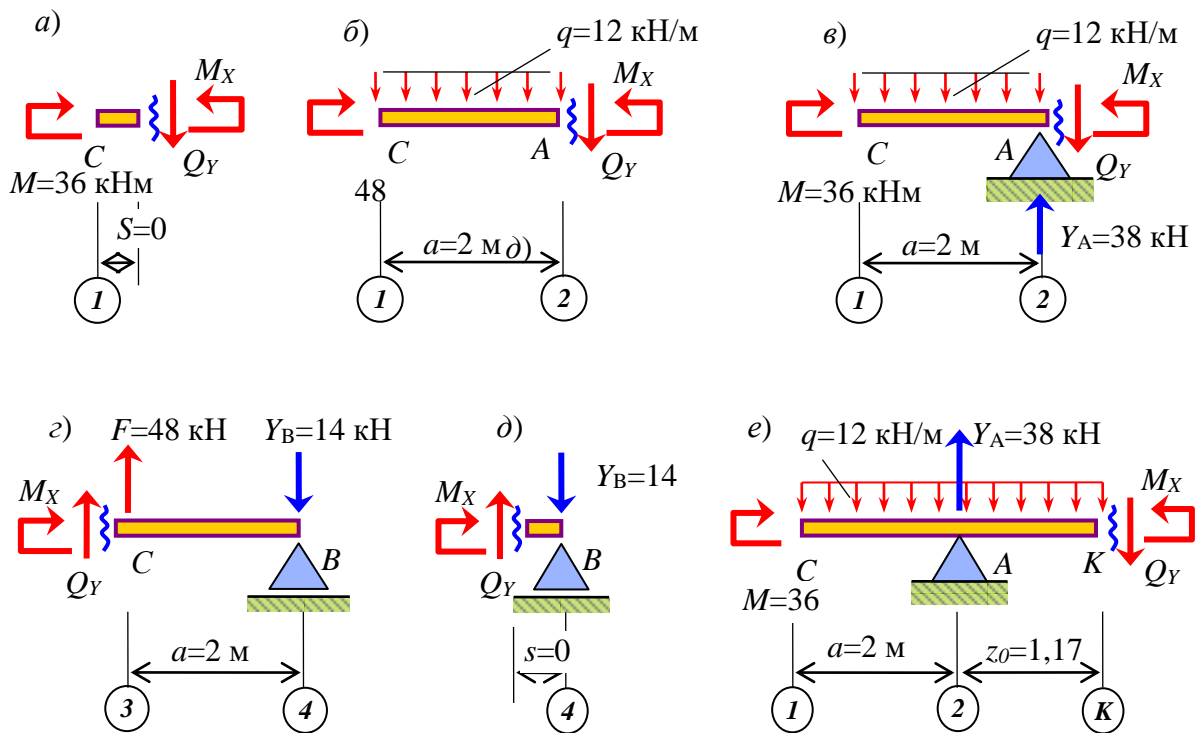 а)
M_X
C
Q_Y
M=36 кНм
S=0
1
б)
q=12 кН/м
M_X
C
A
Q_Y
48
a=2 м
д)
1
2
в)
q=12 кН/м
M_X
C
A
Q_Y
M=36 кНм
Y_A=38 кН
a=2 м
1
2
г)
F=48 кН
Y_B=14 кН
M_X
Q_Y
C
B
a=2 м
3
4
д)
Y_B=14
M_X
Q_Y
B
s=0
4
е)
q=12 кН/м
Y_A=38 кН
M_X
C
A
K
Q_Y
M=36
a=2 м
z_0=1,17
1
2
K